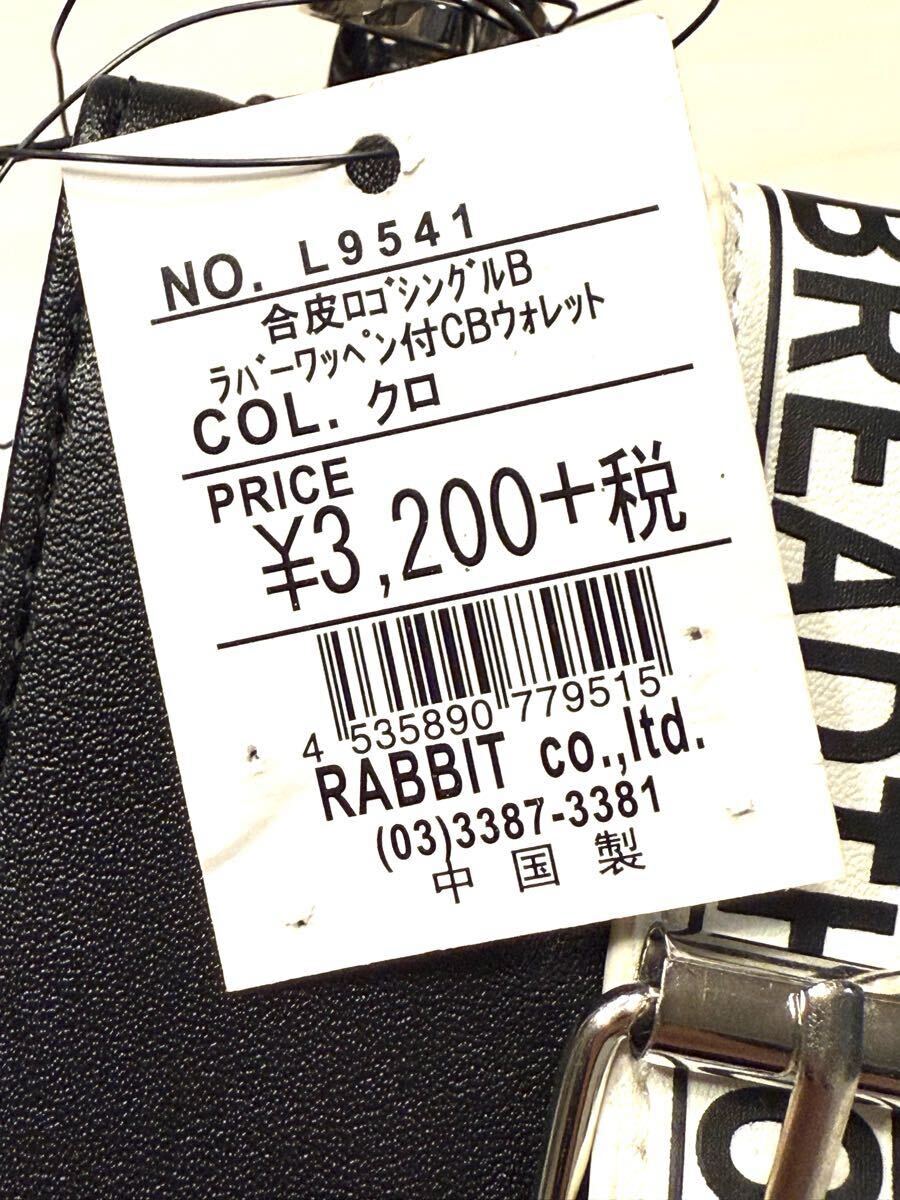 NO. L9541
合皮ﾛｺﾞｼﾝｸﾞﾙB
ﾗﾊﾞｰﾜｯﾍﾟﾝ付CBｳｫﾚｯﾄ
COL. クロ
PRICE
¥3,200+税
4 535890 779515
RABBIT co.,ltd.
(03)3387-3381
中国製
BREADTH